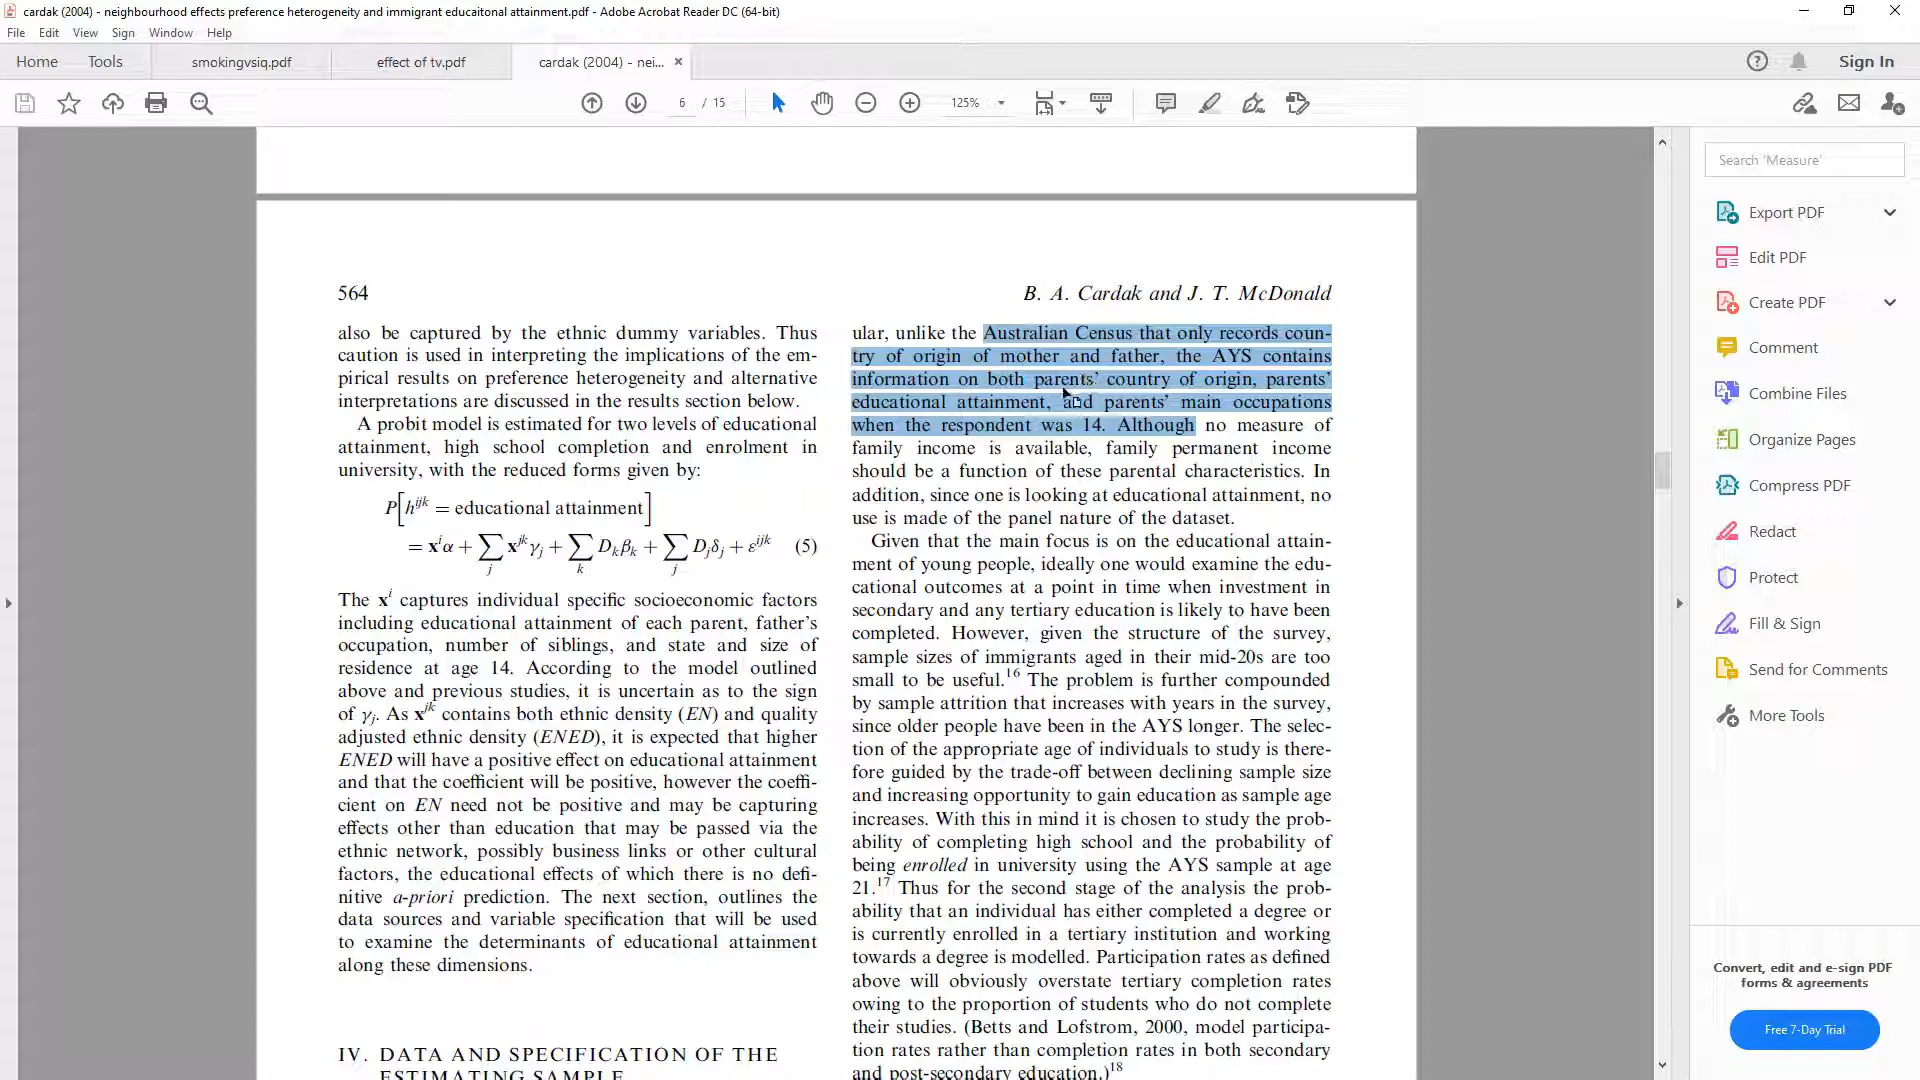 cardak (2004) - neighbourhood effects preference heterogeneity and immigrant educaitonal attainment.pdf - Adobe Acrobat Reader DC (64-bit)
File Edit View Sign Window Help
Home Tools smokingvsiq.pdf effect of tv.pdf cardak (2004) - nei... × Sign In
6 / 15 125%
564
B. A. Cardak and J. T. McDonald
also be captured by the ethnic dummy variables. Thus
caution is used in interpreting the implications of the em-
pirical results on preference heterogeneity and alternative
interpretations are discussed in the results section below.
A probit model is estimated for two levels of educational
attainment, high school completion and enrolment in
university, with the reduced forms given by:
P[h^{ijk} = educational attainment]
= x^i α + ∑_j x^{jk} γ_j + ∑_k D_k β_k + ∑_j D_j δ_j + ε^{ijk} (5)
The x^i captures individual specific socioeconomic factors
including educational attainment of each parent, father's
occupation, number of siblings, and state and size of
residence at age 14. According to the model outlined
above and previous studies, it is uncertain as to the sign
of γ_j. As x^{jk} contains both ethnic density (EN) and quality
adjusted ethnic density (ENED), it is expected that higher
ENED will have a positive effect on educational attainment
and that the coefficient will be positive, however the coeffi-
cient on EN need not be positive and may be capturing
effects other than education that may be passed via the
ethnic network, possibly business links or other cultural
factors, the educational effects of which there is no defi-
nitive a-priori prediction. The next section, outlines the
data sources and variable specification that will be used
to examine the determinants of educational attainment
along these dimensions.
IV. DATA AND SPECIFICATION OF THE
ESTIMATING SAMPLE
ular, unlike the Australian Census that only records coun-
try of origin of mother and father, the AYS contains
information on both parents' country of origin, parents'
educational attainment, and parents' main occupations
when the respondent was 14. Although no measure of
family income is available, family permanent income
should be a function of these parental characteristics. In
addition, since one is looking at educational attainment, no
use is made of the panel nature of the dataset.
Given that the main focus is on the educational attain-
ment of young people, ideally one would examine the edu-
cational outcomes at a point in time when investment in
secondary and any tertiary education is likely to have been
completed. However, given the structure of the survey,
sample sizes of immigrants aged in their mid-20s are too
small to be useful.16 The problem is further compounded
by sample attrition that increases with years in the survey,
since older people have been in the AYS longer. The selec-
tion of the appropriate age of individuals to study is there-
fore guided by the trade-off between declining sample size
and increasing opportunity to gain education as sample age
increases. With this in mind it is chosen to study the prob-
ability of completing high school and the probability of
being enrolled in university using the AYS sample at age
21.17 Thus for the second stage of the analysis the prob-
ability that an individual has either completed a degree or
is currently enrolled in a tertiary institution and working
towards a degree is modelled. Participation rates as defined
above will obviously overstate tertiary completion rates
owing to the proportion of students who do not complete
their studies. (Betts and Lofstrom, 2000, model participa-
tion rates rather than completion rates in both secondary
and post-secondary education.)18
Search 'Measure'
Export PDF
Edit PDF
Create PDF
Comment
Combine Files
Organize Pages
Compress PDF
Redact
Protect
Fill & Sign
Send for Comments
More Tools
Convert, edit and e-sign PDF
forms & agreements
Free 7-Day Trial